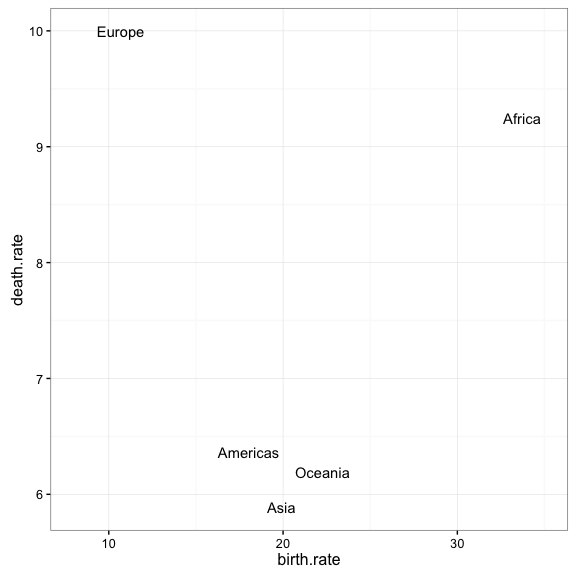 10
Europe
Africa
9
death.rate
8
7
Americas
Oceania
6
Asia
10 20 30
birth.rate